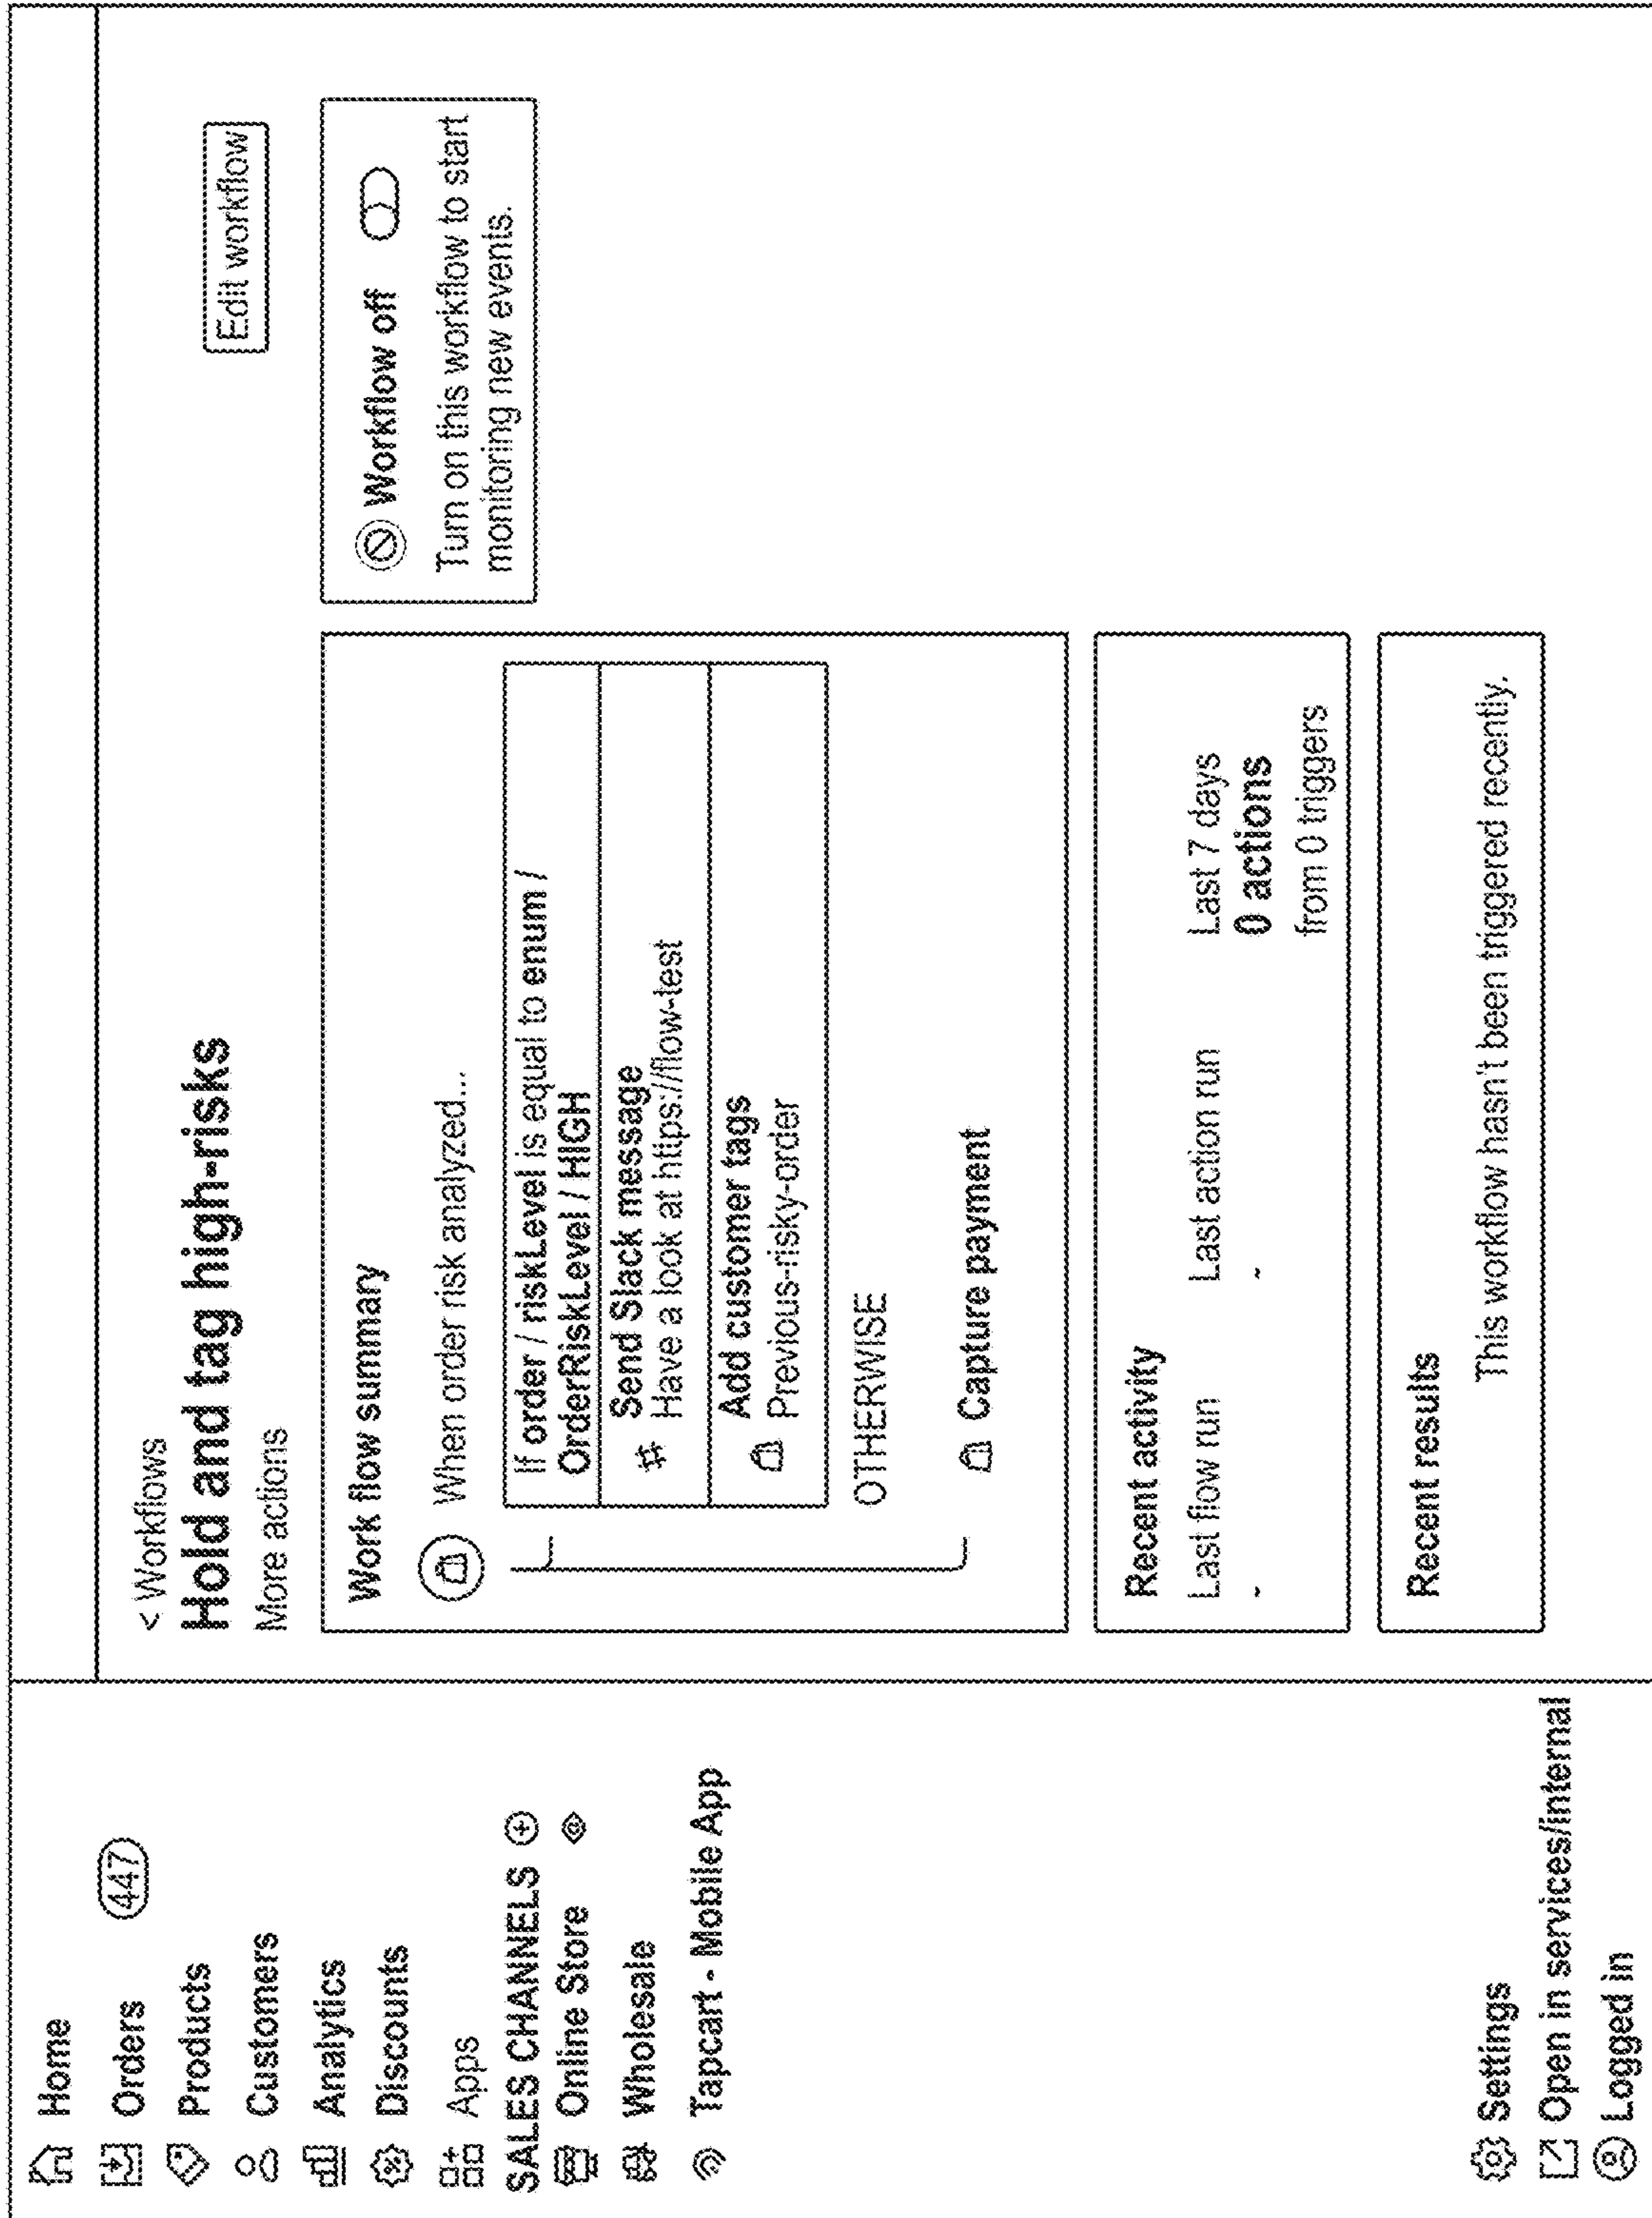 Home
Orders 447
Products
Customers
Analytics
Discounts
Apps
SALES CHANNELS
Online Store
Wholesale
Tapcart - Mobile App
Settings
Open in services/internal
Logged in
< Workflows
Hold and tag high-risks
More actions
Edit workflow
Work flow summary
When order risk analyzed...
If order / riskLevel is equal to enum /
OrderRiskLevel / HIGH
Send Slack message
Have a look at https://flow-test
Add customer tags
Previous-risky-order
OTHERWISE
Capture payment
Workflow off
Turn on this workflow to start
monitoring new events.
Recent activity
Last flow run Last action run Last 7 days
- - 0 actions
from 0 triggers
Recent results
This workflow hasn't been triggered recently.